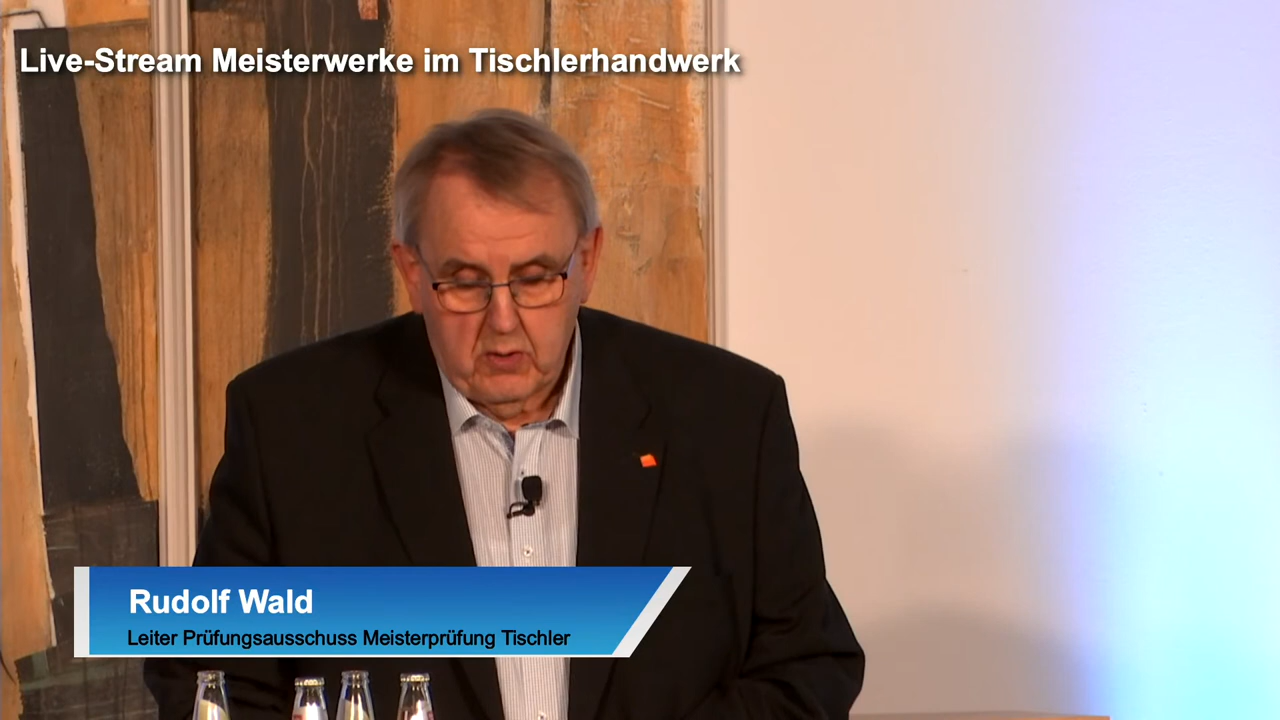 Live-Stream Meisterwerke im Tischlerhandwerk
Rudolf Wald
Leiter Prüfungsausschuss Meisterprüfung Tischler